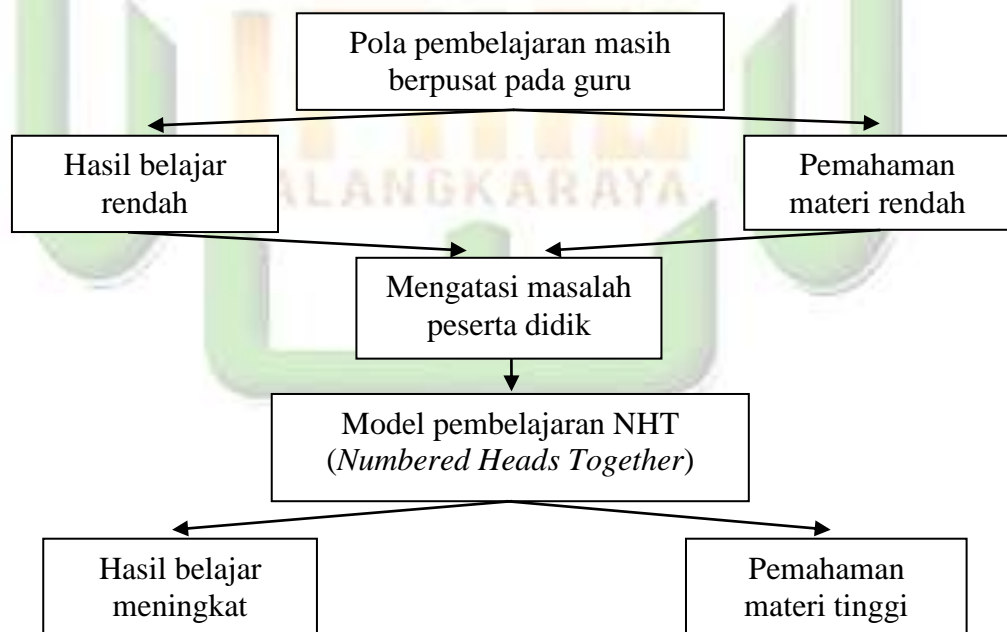 Pola pembelajaran masih
berpusat pada guru
Hasil belajar
rendah
Pemahaman
materi rendah
ALANGKARAYA
Mengatasi masalah
peserta didik
Model pembelajaran NHT
(Numbered Heads Together)
Hasil belajar
meningkat
Pemahaman
materi tinggi